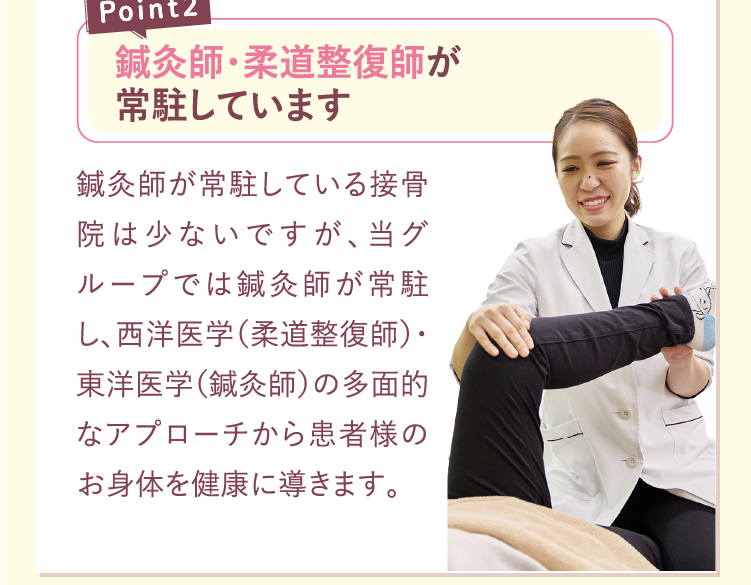 Point2
鍼灸師・柔道整復師が
常駐しています
鍼灸師が常駐している接骨
院は少ないですが、当グ
ループでは鍼灸師が常駐
し、西洋医学（柔道整復師）・
東洋医学（鍼灸師）の多面的
なアプローチから患者様の
お身体を健康に導きます。